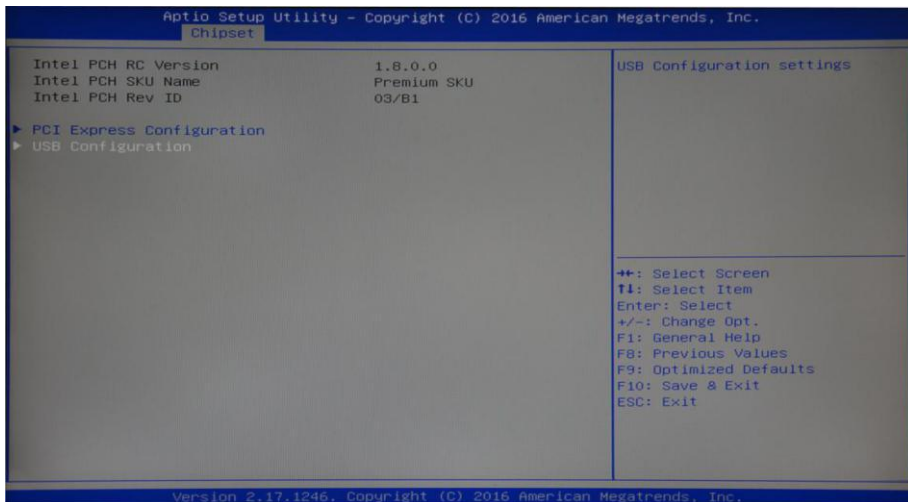 Aptio Setup Utility – Copyright (C) 2016 American Megatrends, Inc.
Chipset
Intel PCH RC Version 1.8.0.0
Intel PCH SKU Name Premium SKU
Intel PCH Rev ID 03/B1
PCI Express Configuration
USB Configuration
USB Configuration settings
→←: Select Screen
↑↓: Select Item
Enter: Select
+/-: Change Opt.
F1: General Help
F8: Previous Values
F9: Optimized Defaults
F10: Save & Exit
ESC: Exit
Version 2.17.1246. Copyright (C) 2016 American Megatrends, Inc.